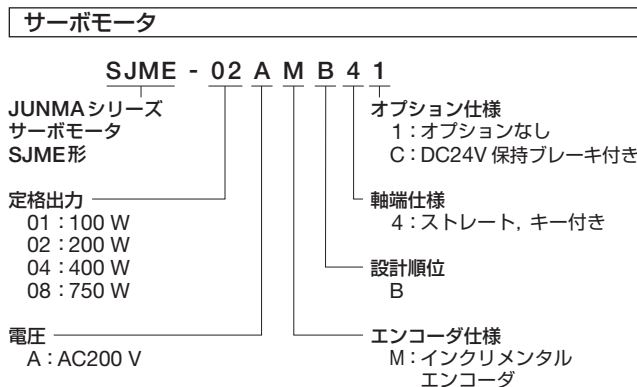 サーボモータ
SJME - 02 A M B 4 1
JUNMAシリーズ
サーボモータ
SJME形
定格出力
01：100 W
02：200 W
04：400 W
08：750 W
電圧
A：AC200 V
オプション仕様
1：オプションなし
C：DC24V 保持ブレーキ付き
軸端仕様
4：ストレート, キー付き
設計順位
B
エンコーダ仕様
M：インクリメンタル
エンコーダ